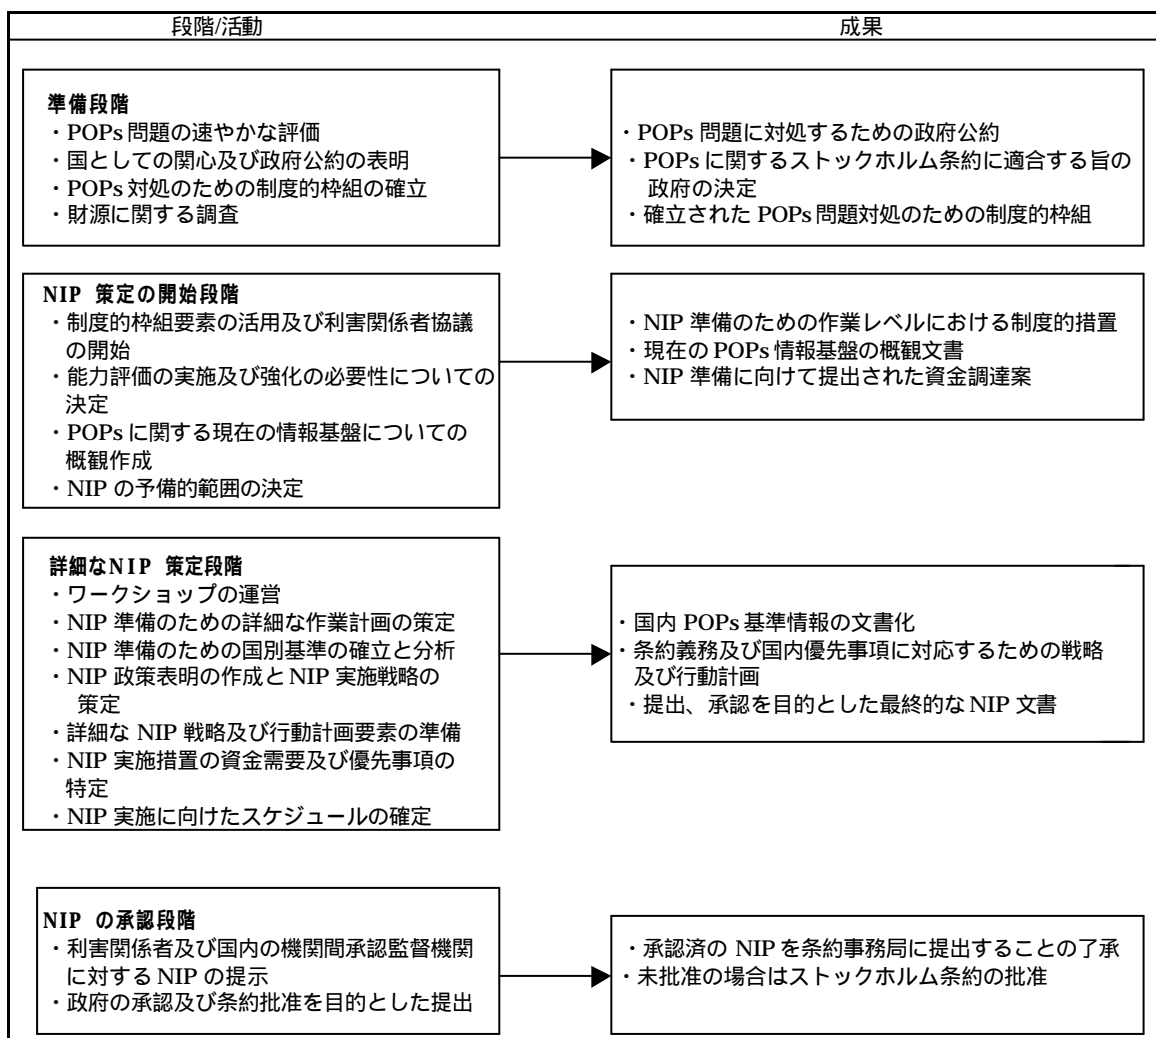 段階/活動
成果
準備段階
・POPs 問題の速やかな評価
・国としての関心及び政府公約の表明
・POPs 対処のための制度的枠組の確立
・財源に関する調査
・POPs 問題に対処するための政府公約
・POPs に関するストックホルム条約に適合する旨の
政府の決定
・確立された POPs 問題対処のための制度的枠組
NIP 策定の開始段階
・制度的枠組要素の活用及び利害関係者協議
の開始
・能力評価の実施及び強化の必要性についての
決定
・POPs に関する現在の情報基盤についての
概観作成
・NIP の予備的範囲の決定
・NIP 準備のための作業レベルにおける制度的措置
・現在の POPs 情報基盤の概観文書
・NIP 準備に向けて提出された資金調達案
詳細なNIP 策定段階
・ワークショップの運営
・NIP 準備のための詳細な作業計画の策定
・NIP 準備のための国別基準の確立と分析
・NIP 政策表明の作成と NIP 実施戦略の
策定
・詳細な NIP 戦略及び行動計画要素の準備
・NIP 実施措置の資金需要及び優先事項の
特定
・NIP 実施に向けたスケジュールの確定
・国内 POPs 基準情報の文書化
・条約義務及び国内優先事項に対応するための戦略
及び行動計画
・提出、承認を目的とした最終的な NIP 文書
NIP の承認段階
・利害関係者及び国内の機関間承認監督機関
に対する NIP の提示
・政府の承認及び条約批准を目的とした提出
・承認済の NIP を条約事務局に提出することの了承
・未批准の場合はストックホルム条約の批准